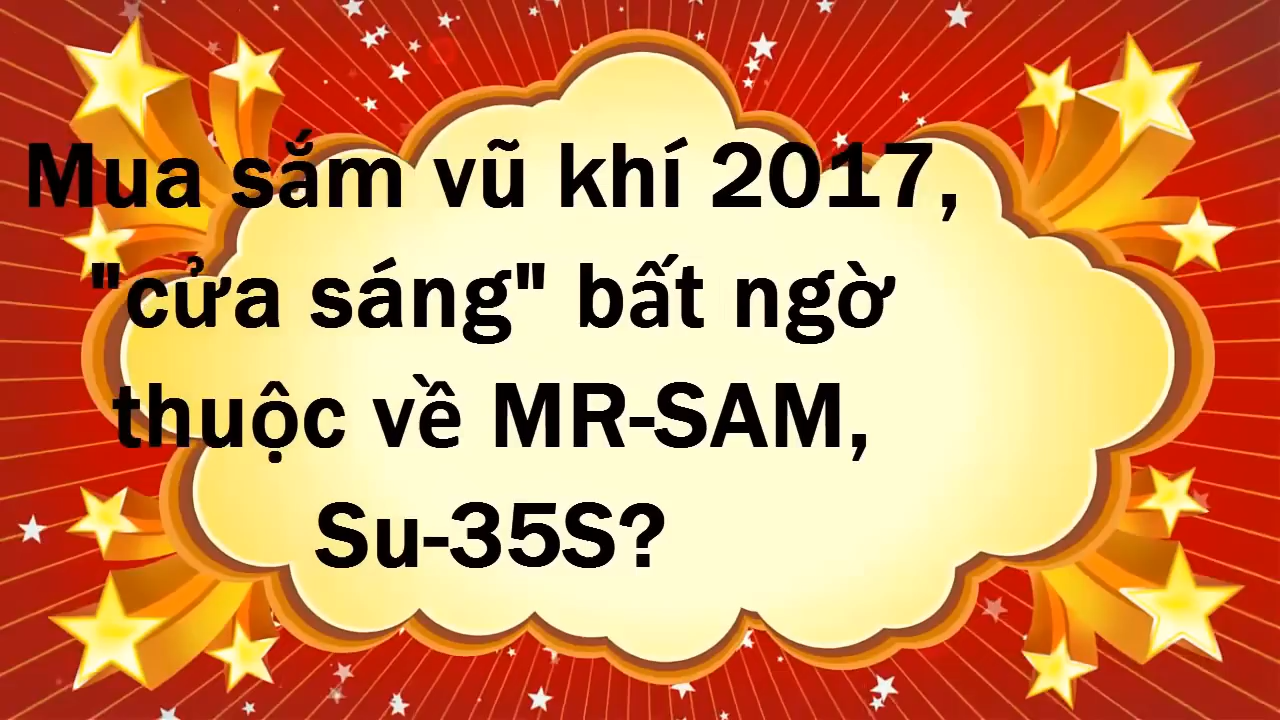 Mua sắm vũ khí 2017,
"cửa sáng" bất ngờ
thuộc về MR-SAM,
Su-35S?